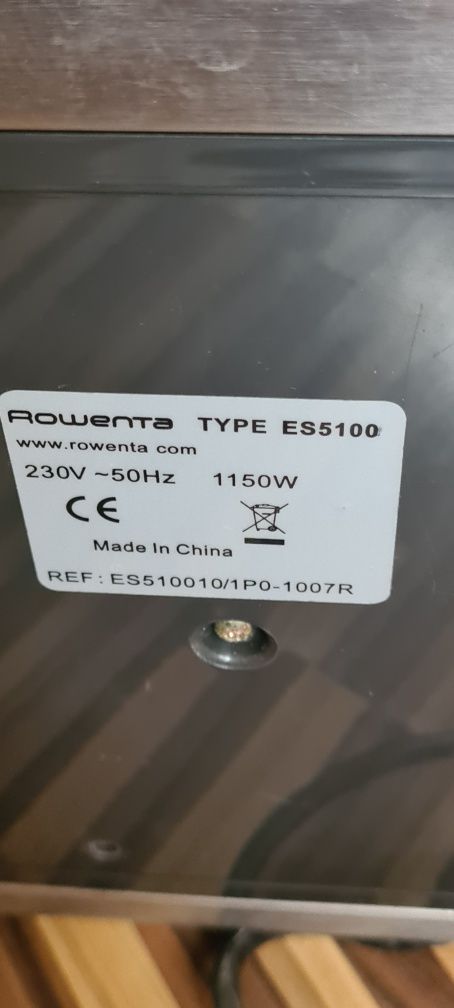 Rowenta TYPE ES5100
www.rowenta com
230V ~50Hz 1150W
CE
Made In China
REF : ES510010/1P0-1007R